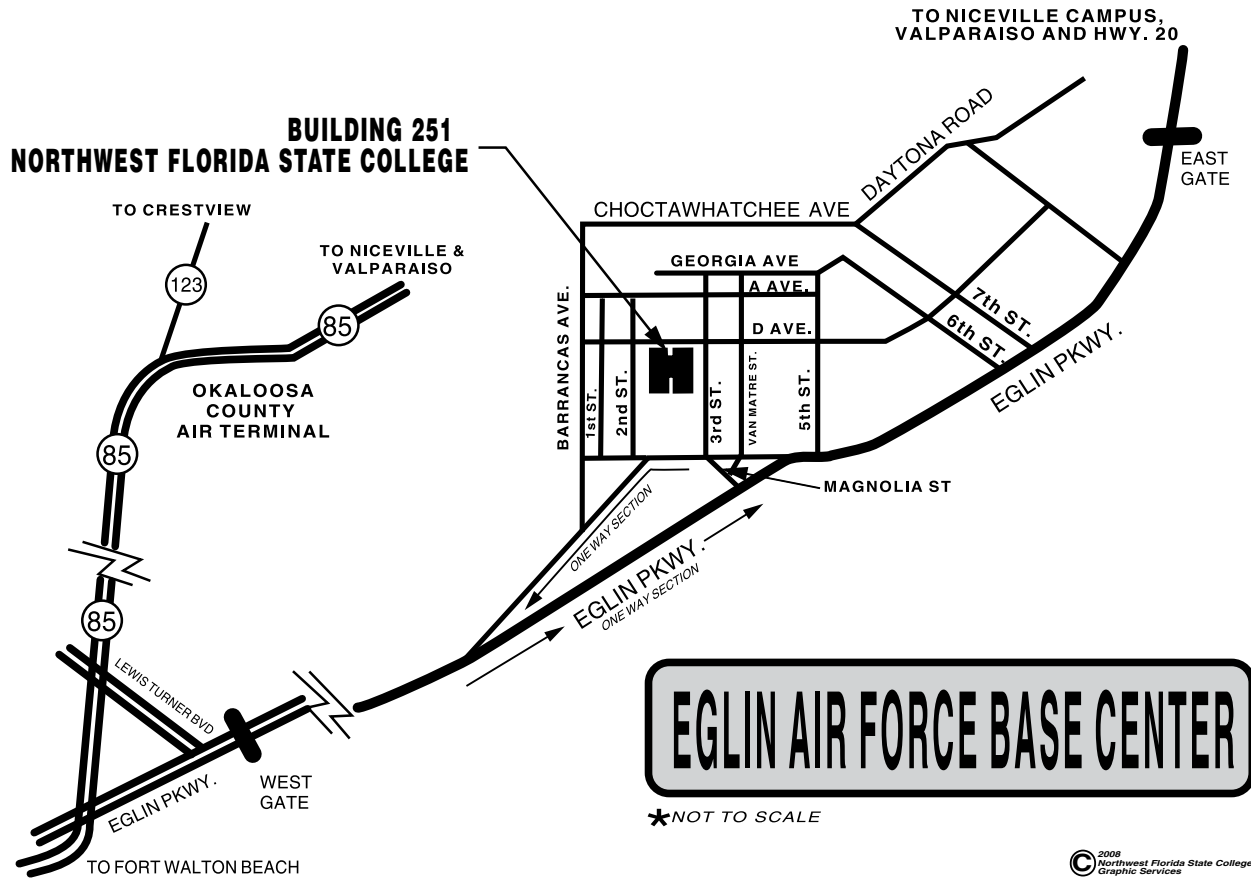 TO NICEVILLE CAMPUS,
VALPARAISO AND HWY. 20
BUILDING 251
NORTHWEST FLORIDA STATE COLLEGE
EAST
GATE
DAYTONA ROAD
TO CRESTVIEW
CHOCTAWHATCHEE AVE
TO NICEVILLE &
VALPARAISO
GEORGIA AVE
123
A AVE.
85
BARRANCAS AVE.
D AVE.
7th ST.
6th ST.
EGLIN PKWY.
OKALOOSA
COUNTY
AIR TERMINAL
1st ST.
2nd ST.
3rd ST.
VAN MATRE ST.
5th ST.
85
MAGNOLIA ST
ONE WAY SECTION
EGLIN PKWY.
ONE WAY SECTION
85
LEWIS TURNER BVD
WEST
GATE
EGLIN PKWY.
TO FORT WALTON BEACH
EGLIN AIR FORCE BASE CENTER
*NOT TO SCALE
© 2008
Northwest Florida State College
Graphic Services